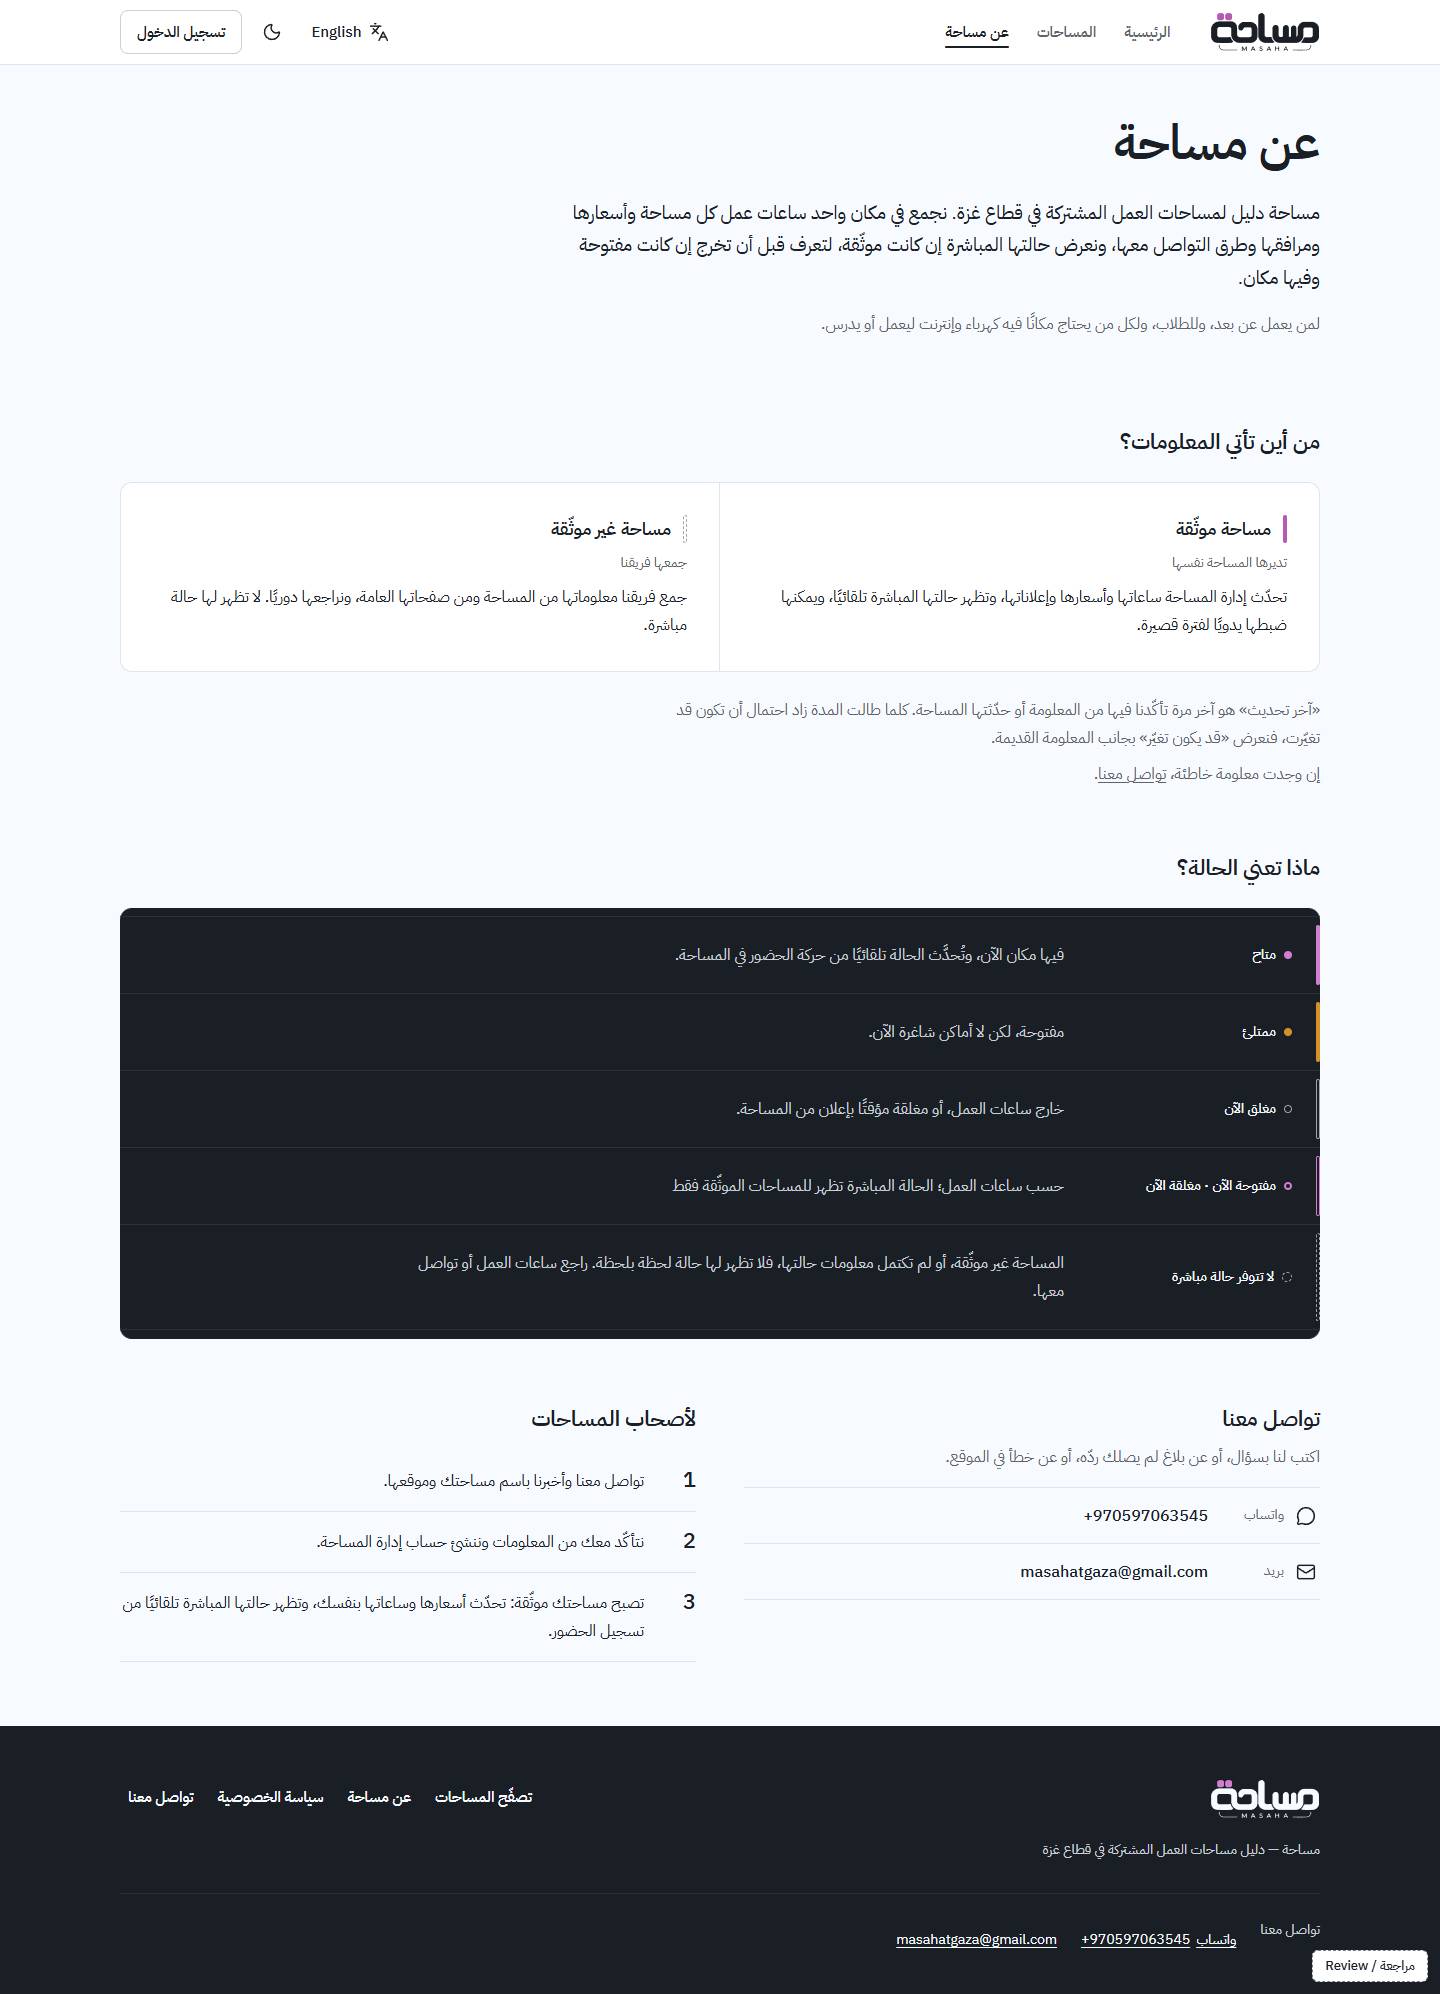 مساحة
MASAHA
الرئيسية
المساحات
عن مساحة
English
تسجيل الدخول
عن مساحة
مساحة دليل لمساحات العمل المشتركة في قطاع غزة. نجمع في مكان واحد ساعات عمل كل مساحة وأسعارها
ومرافقها وطرق التواصل معها، ونعرض حالتها المباشرة إن كانت موثّقة، لتعرف قبل أن تخرج إن كانت مفتوحة
وفيها مكان.
لمن يعمل عن بعد، وللطلاب، ولكل من يحتاج مكانًا فيه كهرباء وإنترنت ليعمل أو يدرس.
من أين تأتي المعلومات؟
مساحة موثّقة
تديرها المساحة نفسها
تحدّث إدارة المساحة ساعاتها وأسعارها وإعلاناتها، وتظهر حالتها المباشرة تلقائيًا، ويمكنها
ضبطها يدويًا لفترة قصيرة.
مساحة غير موثّقة
جمعها فريقنا
جمع فريقنا معلوماتها من المساحة ومن صفحاتها العامة، ونراجعها دوريًا. لا تظهر لها حالة
مباشرة.
«آخر تحديث» هو آخر مرة تأكّدنا فيها من المعلومة أو حدّثتها المساحة. كلما طالت المدة زاد احتمال أن تكون قد
تغيّرت، فنعرض «قد يكون تغيّر» بجانب المعلومة القديمة.
إن وجدت معلومة خاطئة، تواصل معنا.
ماذا تعني الحالة؟
متاح
فيها مكان الآن، وتُحدَّث الحالة تلقائيًا من حركة الحضور في المساحة.
ممتلئ
مفتوحة، لكن لا أماكن شاغرة الآن.
مغلق الآن
خارج ساعات العمل، أو مغلقة مؤقتًا بإعلان من المساحة.
مفتوحة الآن · مغلقة الآن
حسب ساعات العمل؛ الحالة المباشرة تظهر للمساحات الموثّقة فقط
لا تتوفر حالة مباشرة
المساحة غير موثّقة، أو لم تكتمل معلومات حالتها، فلا تظهر لها حالة لحظة بلحظة. راجع ساعات العمل أو تواصل
معها.
تواصل معنا
اكتب لنا بسؤال، أو عن بلاغ لم يصلك ردّه، أو عن خطأ في الموقع.
واتساب
+970597063545
بريد
masahatgaza@gmail.com
لأصحاب المساحات
1
تواصل معنا وأخبرنا باسم مساحتك وموقعها.
2
نتأكّد معك من المعلومات وننشئ حساب إدارة المساحة.
3
تصبح مساحتك موثّقة: تحدّث أسعارها وساعاتها بنفسك، وتظهر حالتها المباشرة تلقائيًا من
تسجيل الحضور.
مساحة
MASAHA
مساحة — دليل مساحات العمل المشتركة في قطاع غزة
تصفّح المساحات
عن مساحة
سياسة الخصوصية
تواصل معنا
تواصل معنا
واتساب +970597063545
masahatgaza@gmail.com
مراجعة / Review